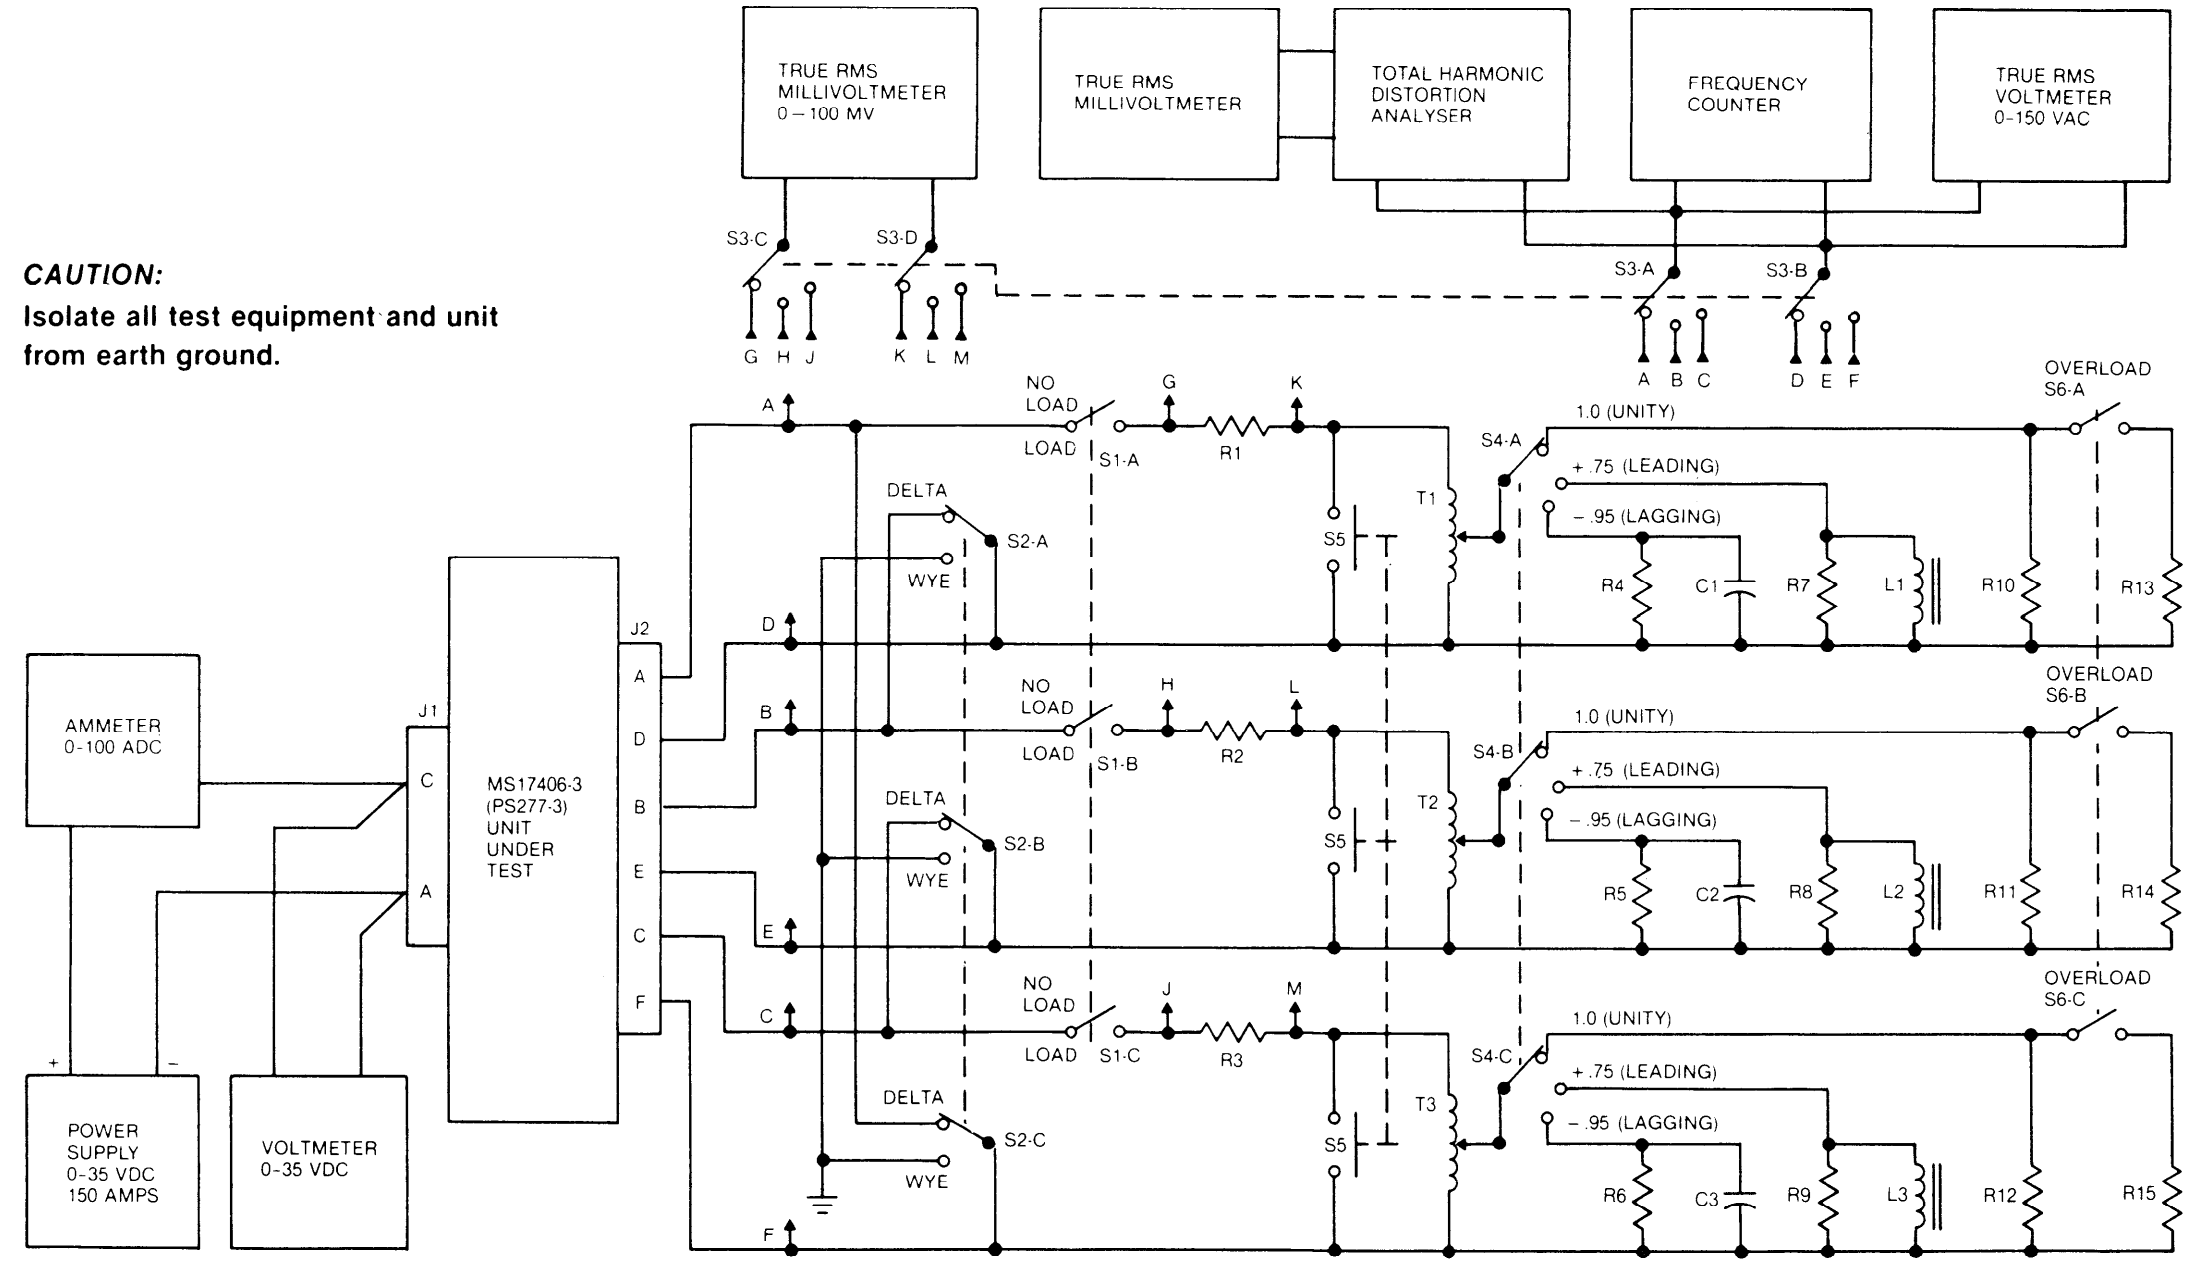 TRUE RMS
MILLIVOLTMETER
0-100 MV
TRUE RMS
MILLIVOLTMETER
TOTAL HARMONIC
DISTORTION
ANALYSER
FREQUENCY
COUNTER
TRUE RMS
VOLTMETER
0-150 VAC
S3-C
S3-D
S3-A
S3-B
G H J
K L M
A B C
D E F
CAUTION:
Isolate all test equipment and unit
from earth ground.
A
NO
LOAD
LOAD
S1-A
G
R1
K
1.0 (UNITY)
OVERLOAD
S6-A
S4-A
+ .75 (LEADING)
- .95 (LAGGING)
DELTA
S2-A
WYE
T1
S5
R4
C1
R7
L1
R10
R13
D
J2
A
D
B
E
C
F
B
NO
LOAD
LOAD
S1-B
H
R2
L
1.0 (UNITY)
OVERLOAD
S6-B
S4-B
+ .75 (LEADING)
- .95 (LAGGING)
AMMETER
0-100 ADC
J1
C
A
MS17406-3
(PS277-3)
UNIT
UNDER
TEST
DELTA
S2-B
WYE
T2
S5
R5
C2
R8
L2
R11
R14
E
C
NO
LOAD
LOAD
S1-C
J
R3
M
1.0 (UNITY)
OVERLOAD
S6-C
S4-C
+ .75 (LEADING)
- .95 (LAGGING)
+
-
POWER
SUPPLY
0-35 VDC
150 AMPS
VOLTMETER
0-35 VDC
DELTA
S2-C
WYE
T3
S5
R6
C3
R9
L3
R12
R15
F